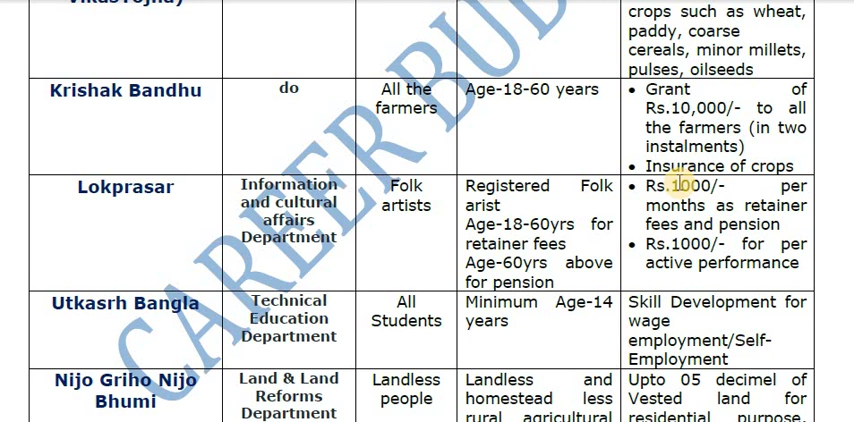 VikasYojna)
crops such as wheat,
paddy, coarse
cereals, minor millets,
pulses, oilseeds
Krishak Bandhu
do
All the
farmers
Age-18-60 years
• Grant of
Rs.10,000/- to all
the farmers (in two
instalments)
• Insurance of crops
Lokprasar
Information
and cultural
affairs
Department
Folk
artists
Registered Folk
arist
Age-18-60yrs for
retainer fees
Age-60yrs above
for pension
• Rs.1000/- per
months as retainer
fees and pension
• Rs.1000/- for per
active performance
Utkasrh Bangla
Technical
Education
Department
All
Students
Minimum Age-14
years
Skill Development for
wage
employment/Self-
Employment
Nijo Griho Nijo
Bhumi
Land & Land
Reforms
Department
Landless
people
Landless and
homestead less
rural agricultural
Upto 05 decimel of
Vested land for
residential purpose,
CAREER BUD